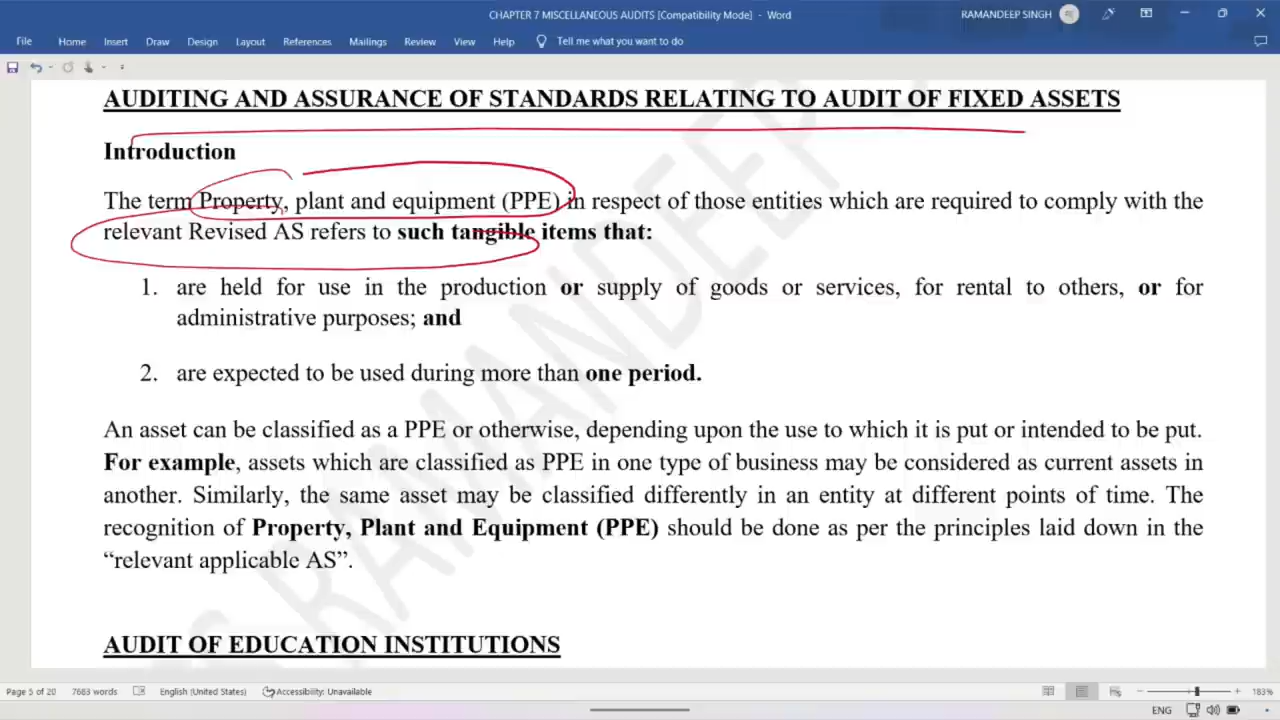 CHAPTER 7 MISCELLANEOUS AUDITS [Compatibility Mode] - Word
RAMANDEEP SINGH
File Home Insert Draw Design Layout References Mailings Review View Help Tell me what you want to do
AUDITING AND ASSURANCE OF STANDARDS RELATING TO AUDIT OF FIXED ASSETS
Introduction
The term Property, plant and equipment (PPE) in respect of those entities which are required to comply with the
relevant Revised AS refers to such tangible items that:
1. are held for use in the production or supply of goods or services, for rental to others, or for
administrative purposes; and
2. are expected to be used during more than one period.
An asset can be classified as a PPE or otherwise, depending upon the use to which it is put or intended to be put.
For example, assets which are classified as PPE in one type of business may be considered as current assets in
another. Similarly, the same asset may be classified differently in an entity at different points of time. The
recognition of Property, Plant and Equipment (PPE) should be done as per the principles laid down in the
“relevant applicable AS”.
AUDIT OF EDUCATION INSTITUTIONS
Page 5 of 20 7683 words English (United States) Accessibility: Unavailable 183%
ENG